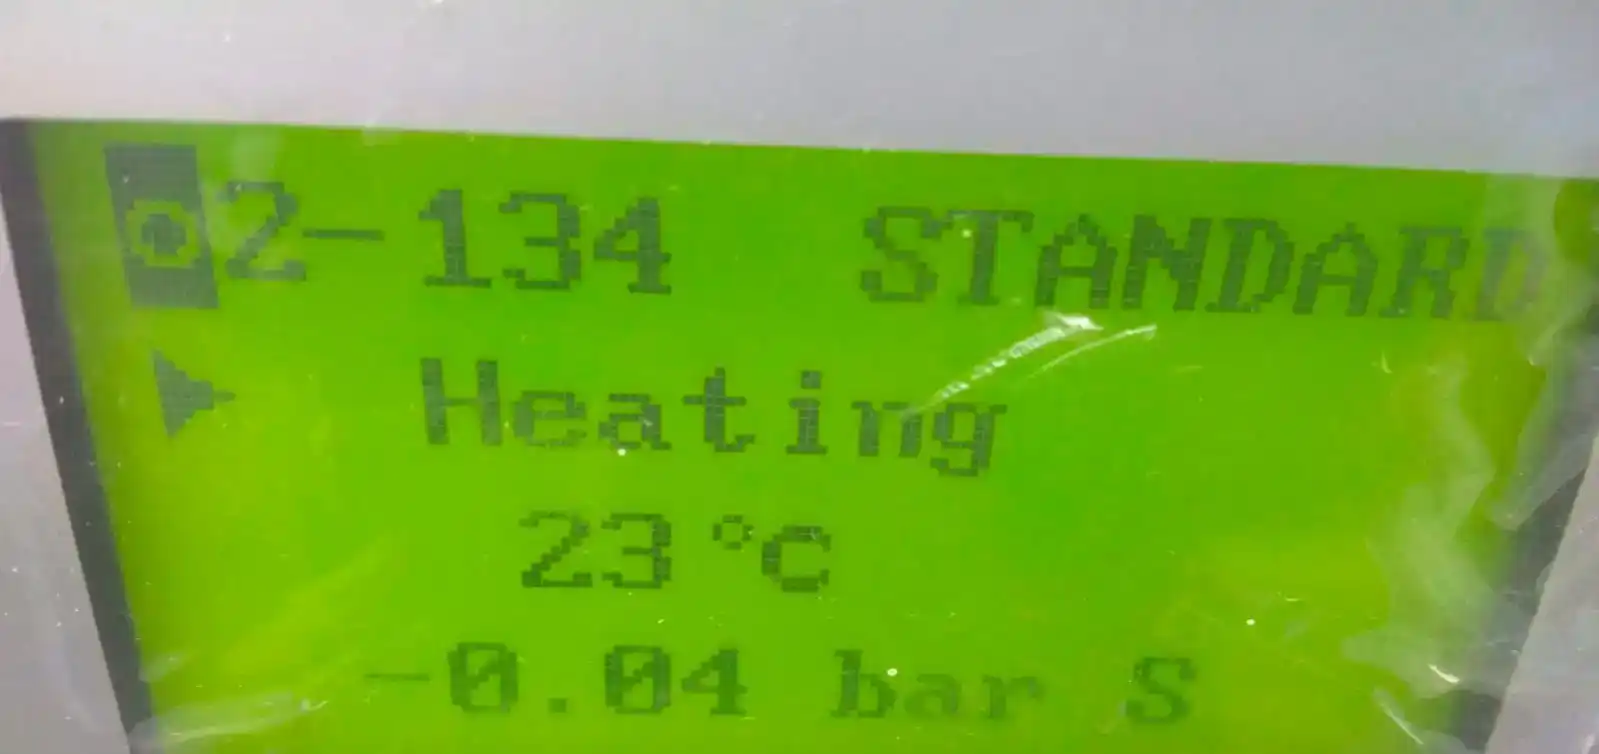 2-134 STANDARD
Heating
23 °C
-0.04 bar S